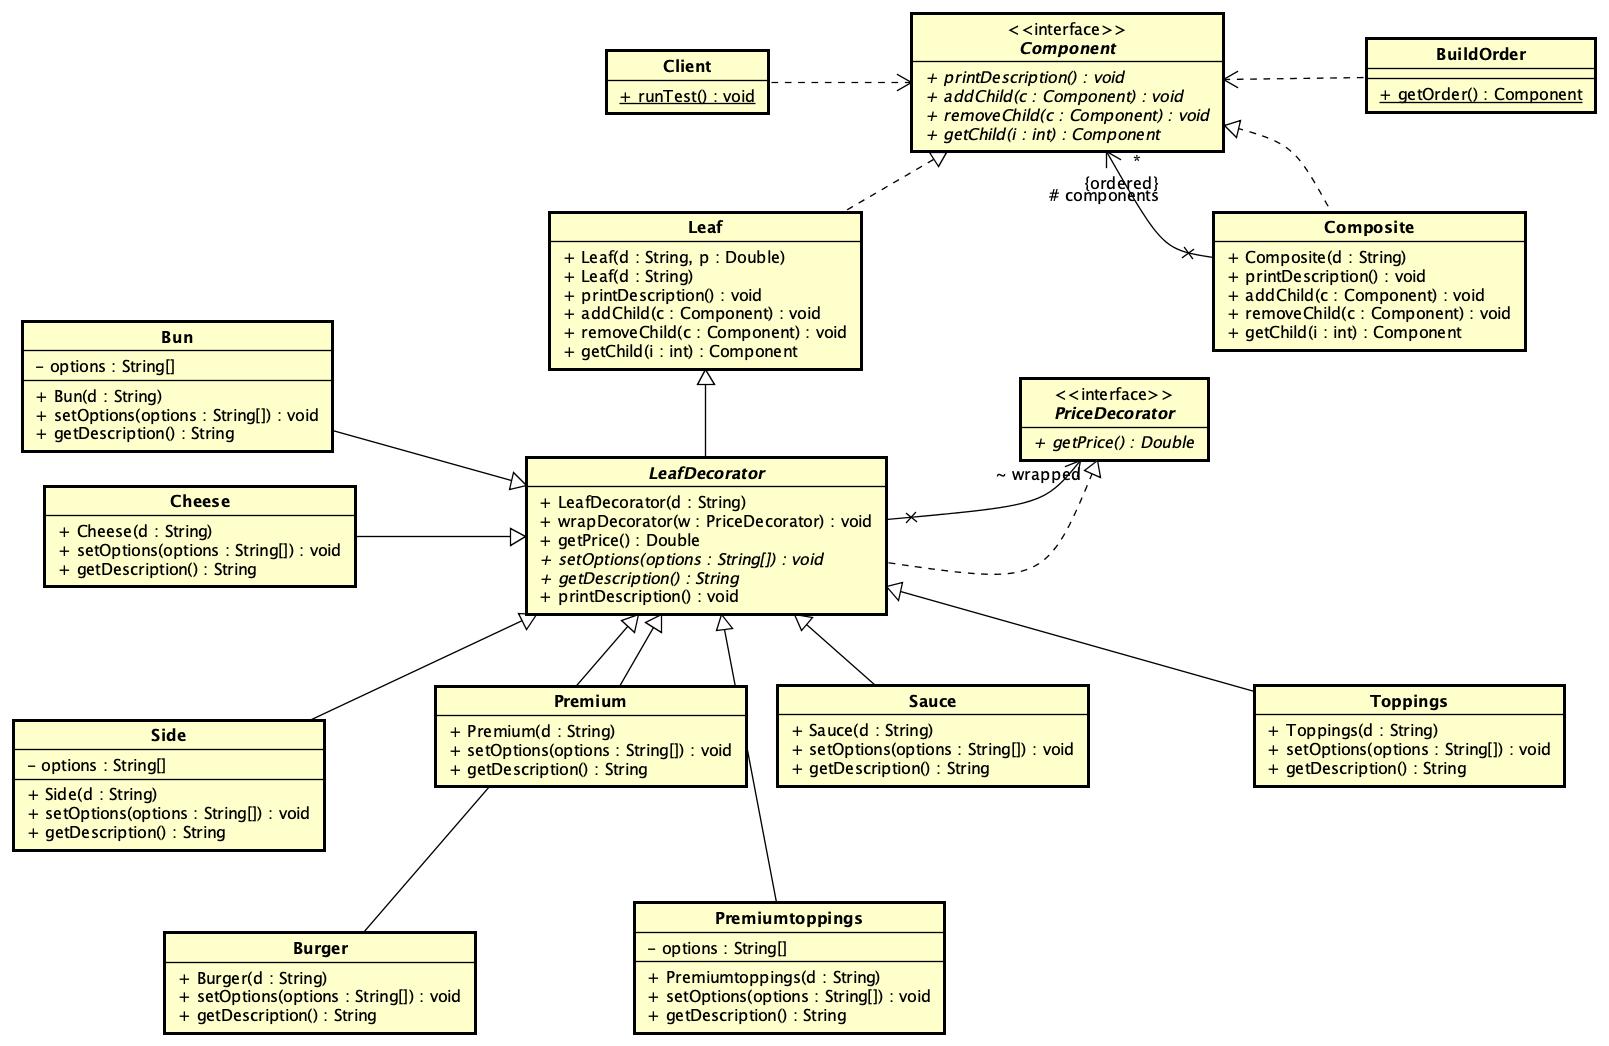 <<interface>>
Component
+ printDescription() : void
+ addChild(c : Component) : void
+ removeChild(c : Component) : void
+ getChild(i : int) : Component
Client
+ runTest() : void
BuildOrder
+ getOrder() : Component
*
{ordered}
# components
Leaf
+ Leaf(d : String, p : Double)
+ Leaf(d : String)
+ printDescription() : void
+ addChild(c : Component) : void
+ removeChild(c : Component) : void
+ getChild(i : int) : Component
Composite
+ Composite(d : String)
+ printDescription() : void
+ addChild(c : Component) : void
+ removeChild(c : Component) : void
+ getChild(i : int) : Component
Bun
- options : String[]
+ Bun(d : String)
+ setOptions(options : String[]) : void
+ getDescription() : String
<<interface>>
PriceDecorator
+ getPrice() : Double
~ wrapped
Cheese
+ Cheese(d : String)
+ setOptions(options : String[]) : void
+ getDescription() : String
LeafDecorator
+ LeafDecorator(d : String)
+ wrapDecorator(w : PriceDecorator) : void
+ getPrice() : Double
+ setOptions(options : String[]) : void
+ getDescription() : String
+ printDescription() : void
Side
- options : String[]
+ Side(d : String)
+ setOptions(options : String[]) : void
+ getDescription() : String
Premium
+ Premium(d : String)
+ setOptions(options : String[]) : void
+ getDescription() : String
Sauce
+ Sauce(d : String)
+ setOptions(options : String[]) : void
+ getDescription() : String
Toppings
+ Toppings(d : String)
+ setOptions(options : String[]) : void
+ getDescription() : String
Burger
+ Burger(d : String)
+ setOptions(options : String[]) : void
+ getDescription() : String
Premiumtoppings
- options : String[]
+ Premiumtoppings(d : String)
+ setOptions(options : String[]) : void
+ getDescription() : String